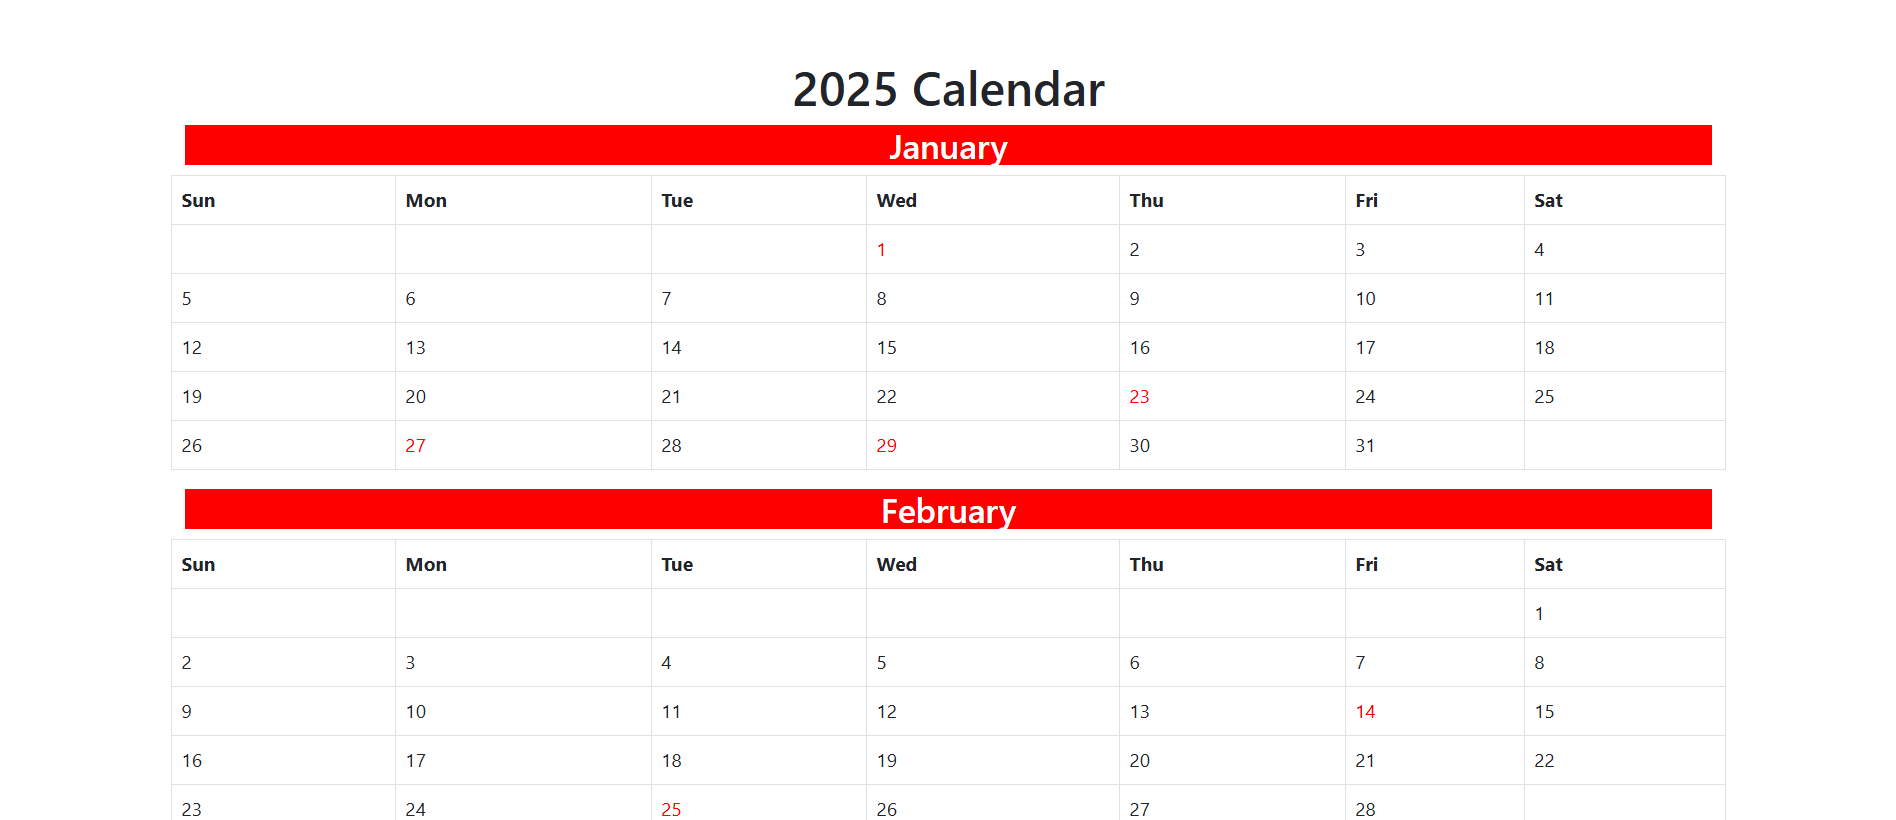 2025 Calendar
January
Sun Mon Tue Wed Thu Fri Sat
1 2 3 4
5 6 7 8 9 10 11
12 13 14 15 16 17 18
19 20 21 22 23 24 25
26 27 28 29 30 31
February
Sun Mon Tue Wed Thu Fri Sat
1
2 3 4 5 6 7 8
9 10 11 12 13 14 15
16 17 18 19 20 21 22
23 24 25 26 27 28